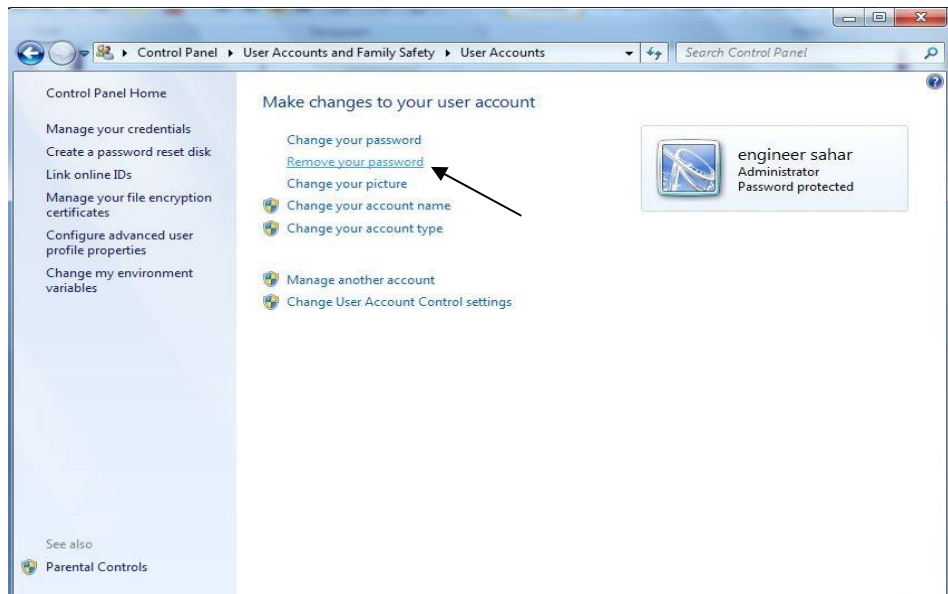 Control Panel ▸ User Accounts and Family Safety ▸ User Accounts
Search Control Panel
Control Panel Home
Manage your credentials
Create a password reset disk
Link online IDs
Manage your file encryption
certificates
Configure advanced user
profile properties
Change my environment
variables
Make changes to your user account
Change your password
Remove your password
Change your picture
Change your account name
Change your account type
Manage another account
Change User Account Control settings
engineer sahar
Administrator
Password protected
See also
Parental Controls